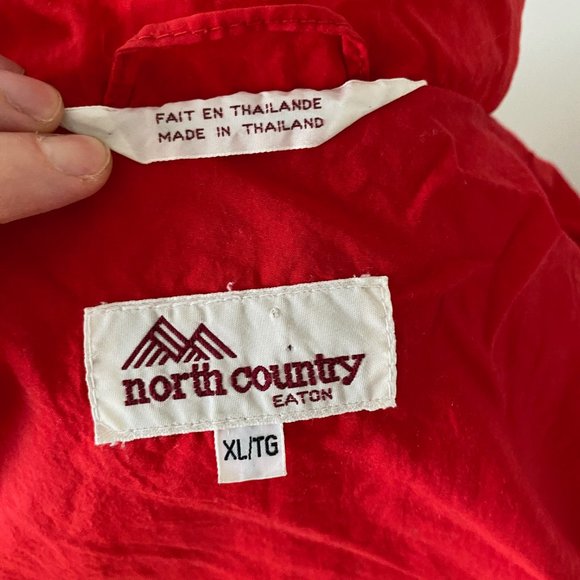 FAIT EN THAILANDE
MADE IN THAILAND
north country
EATON
XL/TG